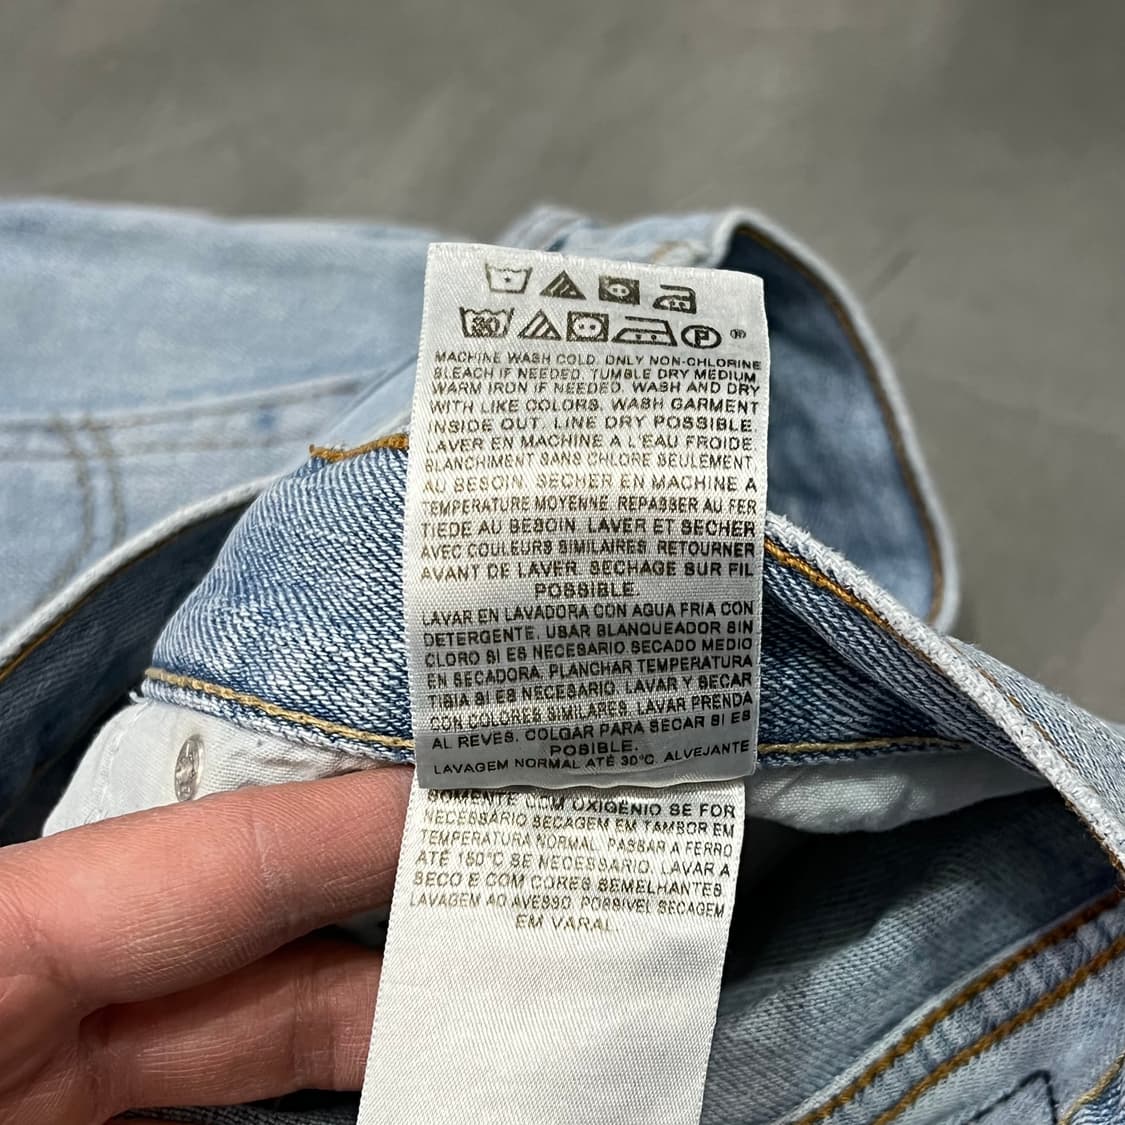 30
P
®
MACHINE WASH COLD. ONLY NON-CHLORINE
BLEACH IF NEEDED. TUMBLE DRY MEDIUM
WARM IRON IF NEEDED. WASH AND DRY
WITH LIKE COLORS. WASH GARMENT
INSIDE OUT. LINE DRY POSSIBLE.
LAVER EN MACHINE A L'EAU FROIDE
BLANCHIMENT SANS CHLORE SEULEMENT
AU BESOIN. SECHER EN MACHINE A
TEMPERATURE MOYENNE. REPASSER AU FER
TIEDE AU BESOIN. LAVER ET SECHER
AVEC COULEURS SIMILAIRES. RETOURNER
AVANT DE LAVER. SECHAGE SUR FIL
POSSIBLE.
LAVAR EN LAVADORA CON AGUA FRIA CON
DETERGENTE. USAR BLANQUEADOR SIN
CLORO SI ES NECESARIO. SECADO MEDIO
EN SECADORA. PLANCHAR TEMPERATURA
TIBIA SI ES NECESARIO. LAVAR Y SECAR
CON COLORES SIMILARES. LAVAR PRENDA
AL REVES. COLGAR PARA SECAR SI ES
POSIBLE.
LAVAGEM NORMAL ATÉ 30°C. ALVEJANTE
SOMENTE COM OXIGÊNIO SE FOR
NECESSÁRIO SECAGEM EM TAMBOR EM
TEMPERATURA NORMAL. PASSAR A FERRO
ATÉ 150°C SE NECESSÁRIO. LAVAR A
SECO E COM CORES SEMELHANTES.
LAVAGEM AO AVESSO. POSSIVEL SECAGEM
EM VARAL.